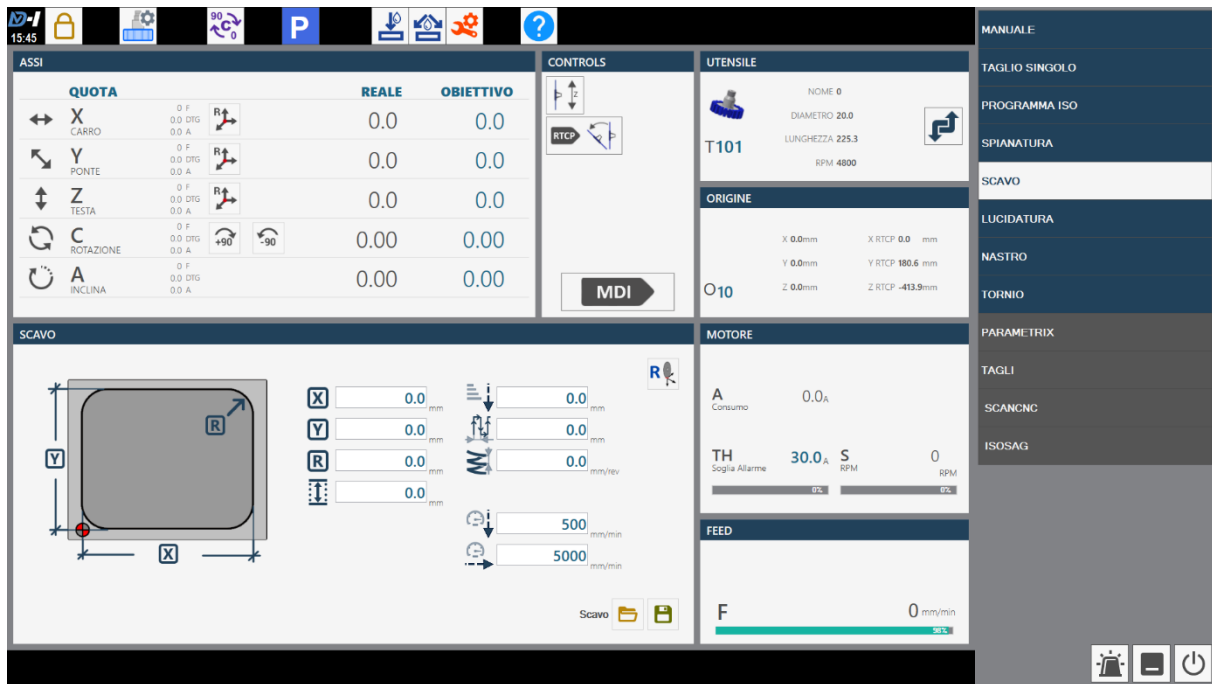 N-I
15:45
90
C
0
P
?
ASSI
QUOTA REALE OBIETTIVO
X
CARRO
0 F
0.0 DTG
0.0 A
R
0.0 0.0
Y
PONTE
0 F
0.0 DTG
0.0 A
R
0.0 0.0
Z
TESTA
0 F
0.0 DTG
0.0 A
R
0.0 0.0
C
ROTAZIONE
0 F
0.0 DTG
0.0 A
+90 -90
0.00 0.00
A
INCLINA
0 F
0.0 DTG
0.0 A
0.00 0.00
CONTROLS
Z
RTCP
MDI
UTENSILE
NOME 0
DIAMETRO 20.0
LUNGHEZZA 225.3
RPM 4800
T101
ORIGINE
X 0.0mm X RTCP 0.0 mm
Y 0.0mm Y RTCP 180.6 mm
Z 0.0mm Z RTCP -413.9mm
O10
SCAVO
R
Y
R
X
X 0.0 mm
Y 0.0 mm
R 0.0 mm
0.0 mm
0.0 mm
0.0 mm
0.0 mm/rev
500 mm/min
5000 mm/min
Scavo
MOTORE
A
Consumo
0.0A
TH
Soglia Allarme
30.0A
S
RPM
0
RPM
0% 0%
FEED
F 0 mm/min
98%
MANUALE
TAGLIO SINGOLO
PROGRAMMA ISO
SPIANATURA
SCAVO
LUCIDATURA
NASTRO
TORNIO
PARAMETRIX
TAGLI
SCANCNC
ISOSAG